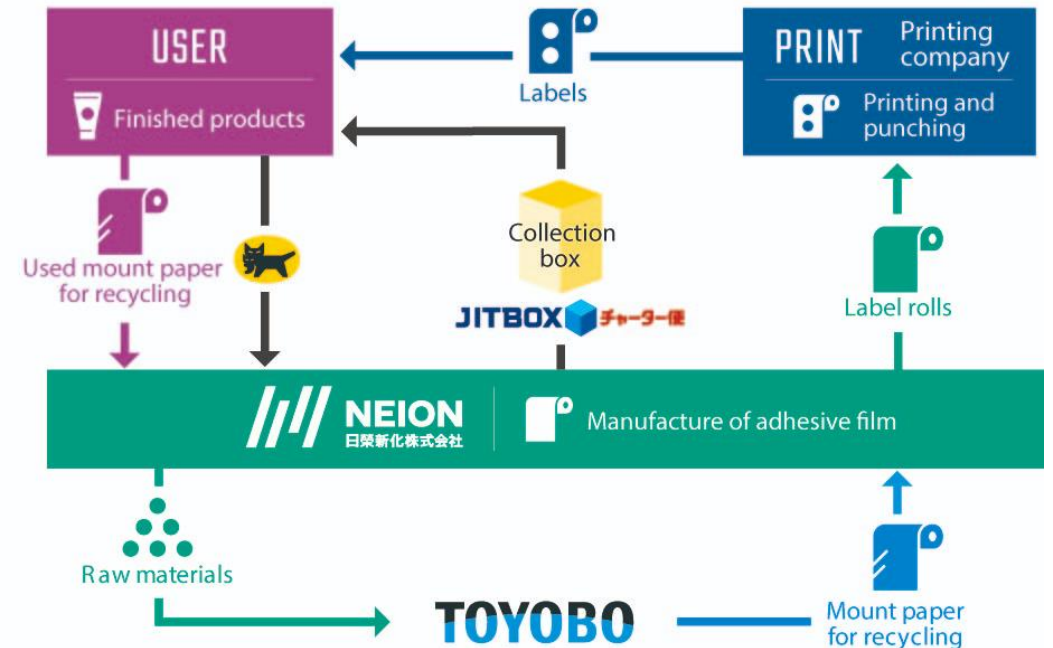 USER
Finished products
Labels
PRINT
Printing
company
Printing and
punching
Used mount paper
for recycling
Collection
box
JITBOX チャーター便
Label rolls
NEION
日榮新化株式会社
Manufacture of adhesive film
Raw materials
TOYOBO
Mount paper
for recycling